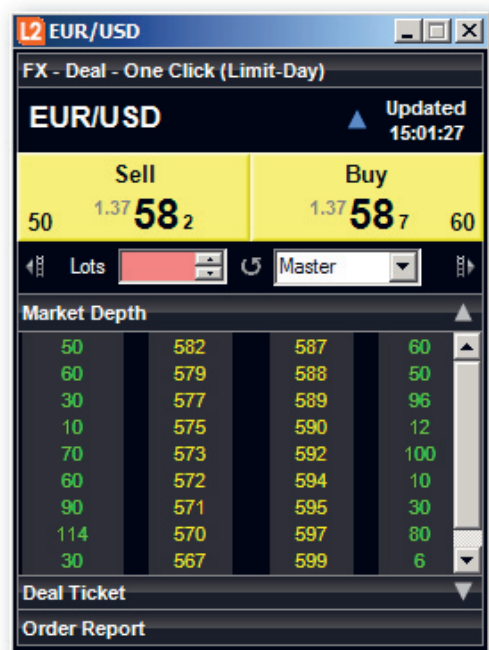 L2 EUR/USD
FX - Deal - One Click (Limit-Day)
EUR/USD Updated
15:01:27
Sell Buy
50 1.37 58 2 1.37 58 7 60
Lots Master
Market Depth
50 582 587 60
60 579 588 50
30 577 589 96
10 575 590 12
70 573 592 100
60 572 594 10
90 571 595 30
114 570 597 80
30 567 599 6
Deal Ticket
Order Report